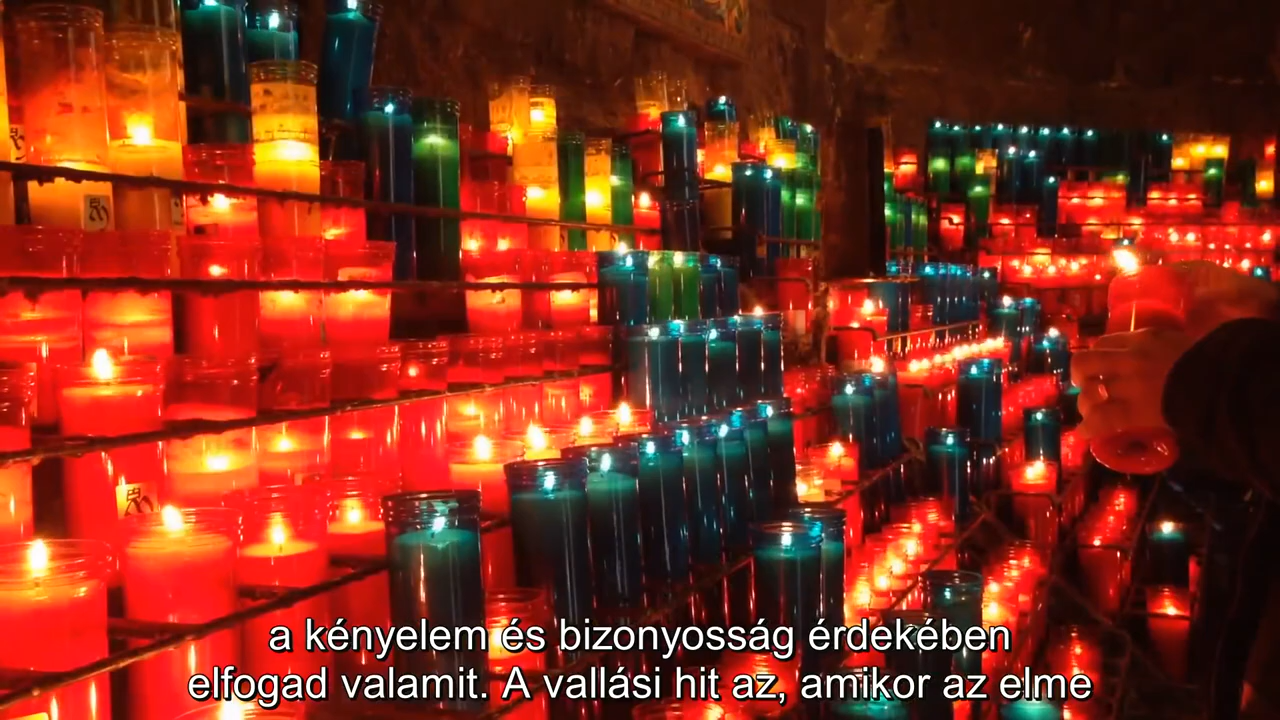 a kényelem és bizonyosság érdekében
elfogad valamit. A vallási hit az, amikor az elme